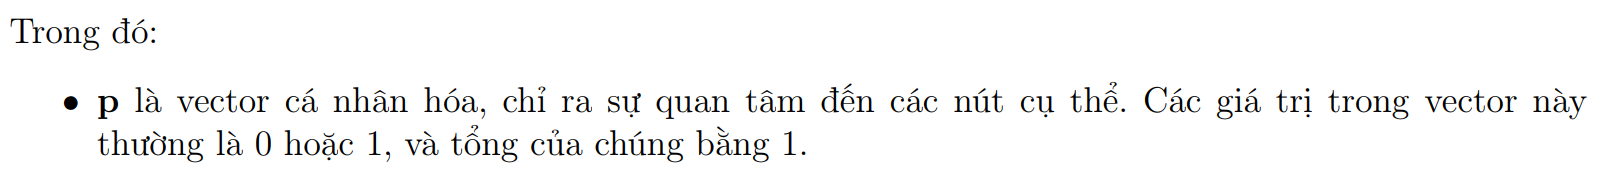 Trong đó:
• p là vector cá nhân hóa, chỉ ra sự quan tâm đến các nút cụ thể. Các giá trị trong vector này
thường là 0 hoặc 1, và tổng của chúng bằng 1.